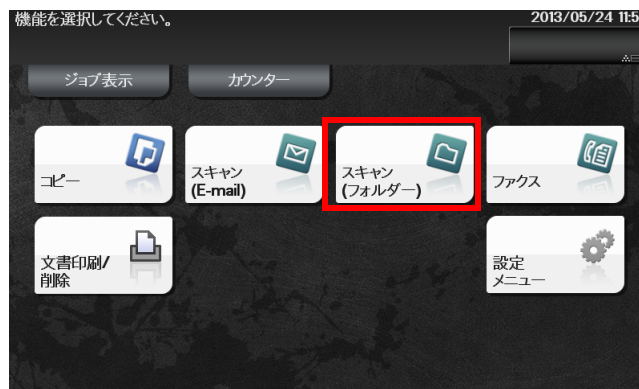 機能を選択してください。
2013/05/24 11:5
ジョブ表示
カウンター
コピー
スキャン
(E-mail)
スキャン
(フォルダー)
ファクス
文書印刷/
削除
設定
メニュー